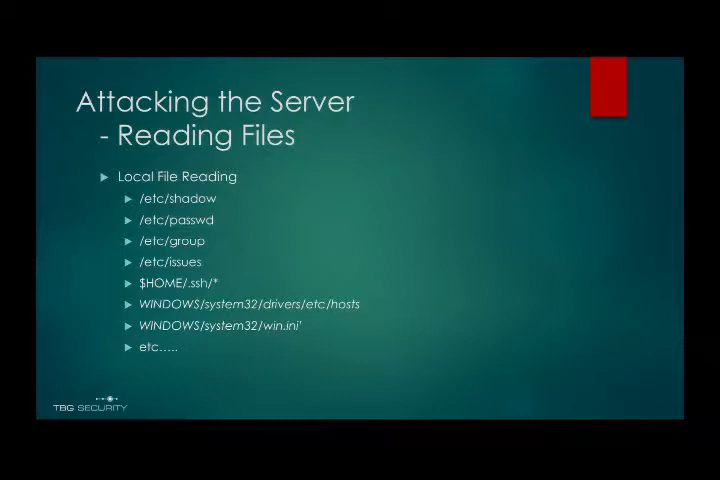 Attacking the Server
- Reading Files
Local File Reading
/etc/shadow
/etc/passwd
/etc/group
/etc/issues
$HOME/.ssh/*
WINDOWS/system32/drivers/etc/hosts
WINDOWS/system32/win.ini'
etc…..
TBG SECURITY